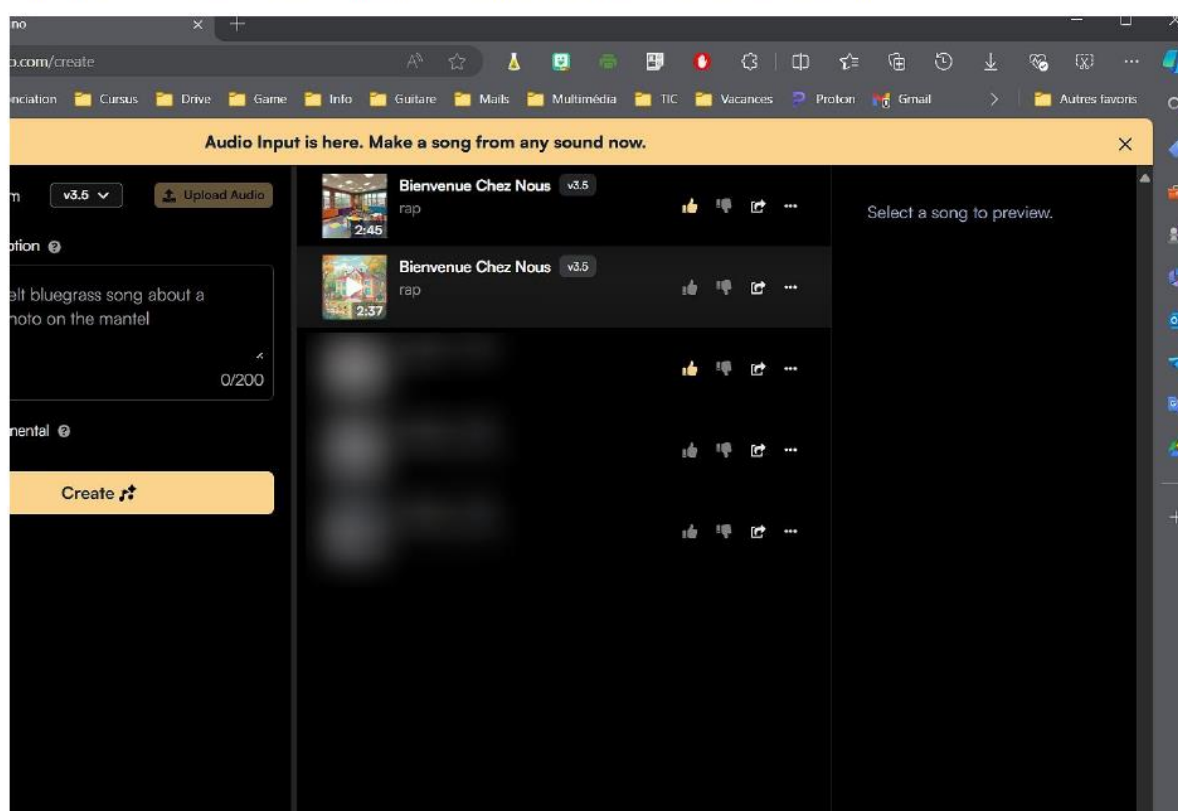 no
o.com/create
nciation Cursus Drive Game Info Guitare Mails Multimédia TIC Vacances Proton Gmail Autres favoris
Audio Input is here. Make a song from any sound now.
m v3.5 Upload Audio
ption
elt bluegrass song about a
hoto on the mantel
0/200
mental
Create
Bienvenue Chez Nous v3.5
rap
2:45
Bienvenue Chez Nous v3.5
rap
2:37
Select a song to preview.